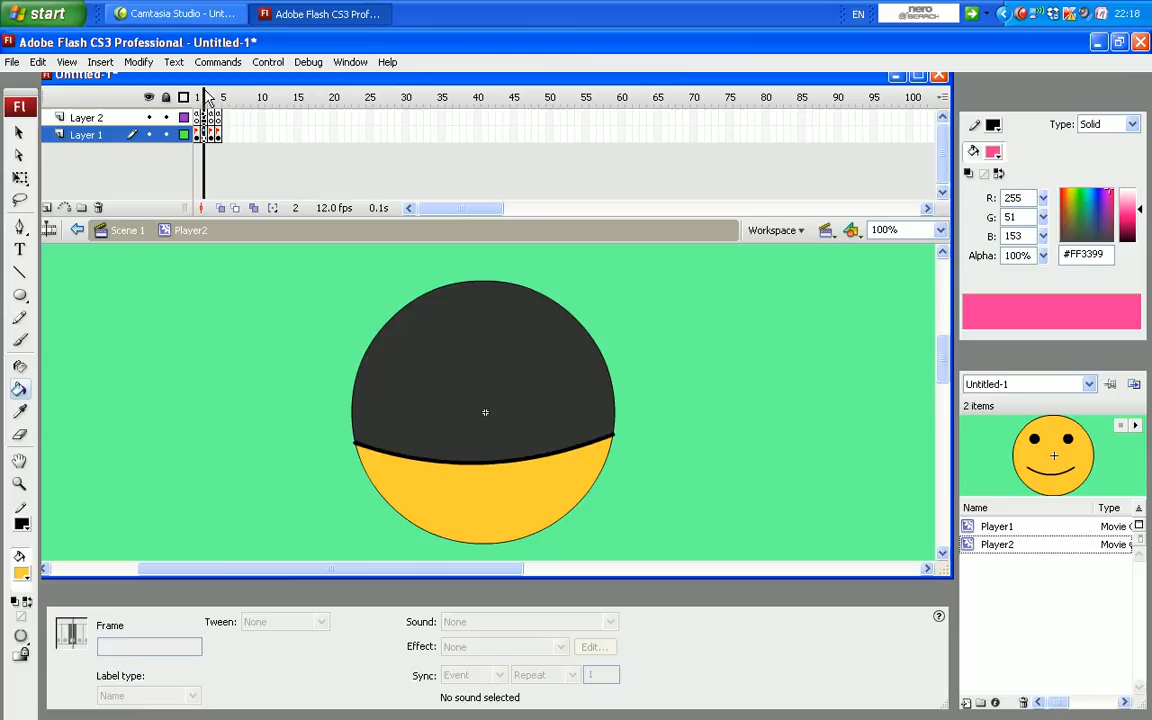 start
Camtasia Studio - Unt...
Adobe Flash CS3 Prof...
EN
nero
SEARCH
22:18
Adobe Flash CS3 Professional - Untitled-1*
File Edit View Insert Modify Text Commands Control Debug Window Help
Untitled-1*
1 5 10 15 20 25 30 35 40 45 50 55 60 65 70 75 80 85 90 95 100
Layer 2
Layer 1
2 12.0 fps 0.1s
Scene 1 Player2 Workspace 100%
Type: Solid
R: 255
G: 51
B: 153
Alpha: 100% #FF3399
Untitled-1
2 items
Name Type
Player1 Movie
Player2 Movie
Frame
Tween: None
Sound: None
Effect: None Edit...
Sync: Event Repeat 1
Label type:
Name
No sound selected